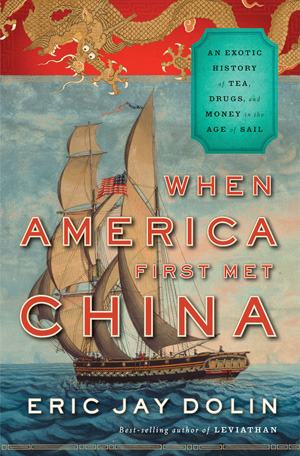 AN EXOTIC
HISTORY
of TEA,
DRUGS, and
MONEY in the
AGE of SAIL
WHEN
AMERICA
FIRST MET
CHINA
ERIC JAY DOLIN
Best-selling author of LEVIATHAN